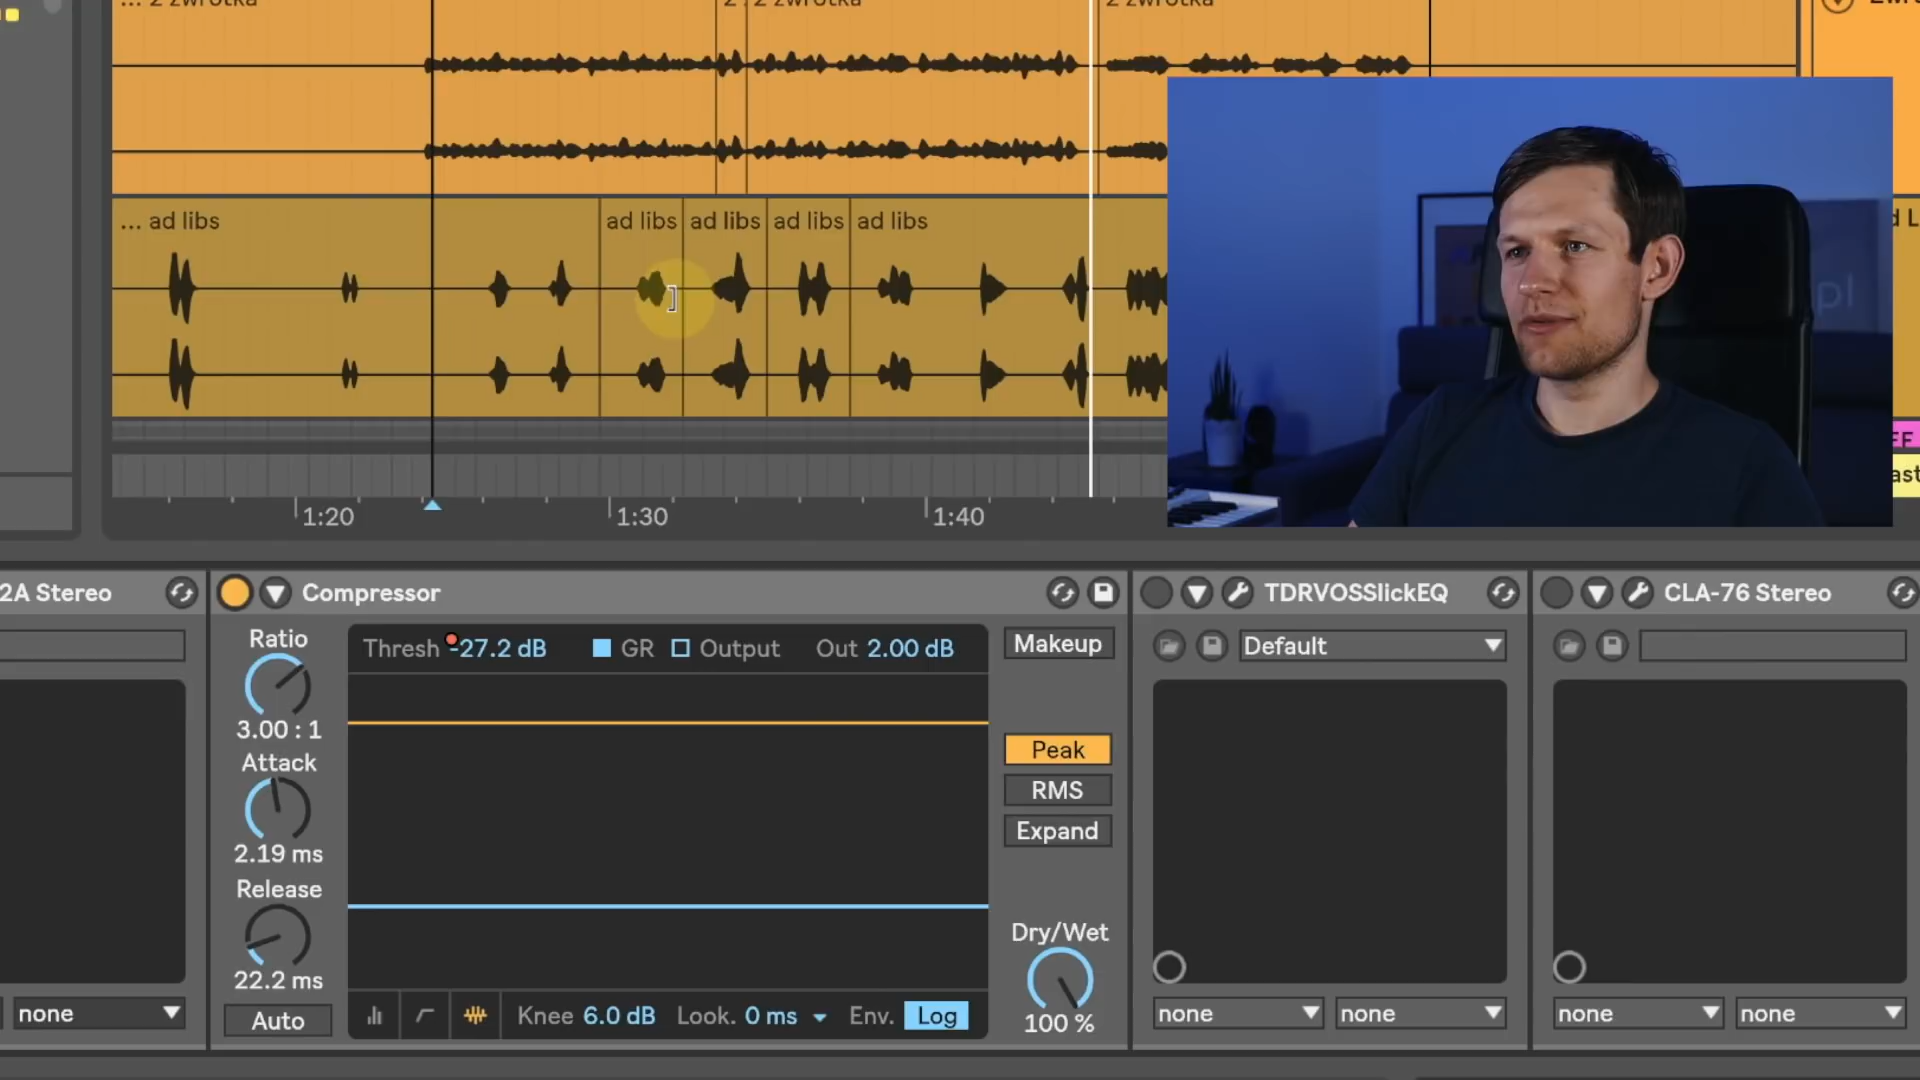 ... 2 zwrotka
2 zwrotka
2 zwrotka
... ad libs
ad libs
ad libs
ad libs
ad libs
1:20
1:30
1:40
pl
2A Stereo
none
Compressor
Ratio
3.00 : 1
Attack
2.19 ms
Release
22.2 ms
Auto
Thresh -27.2 dB
GR
Output
Out 2.00 dB
Knee 6.0 dB
Look. 0 ms
Env. Log
Makeup
Peak
RMS
Expand
Dry/Wet
100 %
TDRVOSSlickEQ
Default
none
none
CLA-76 Stereo
none
none